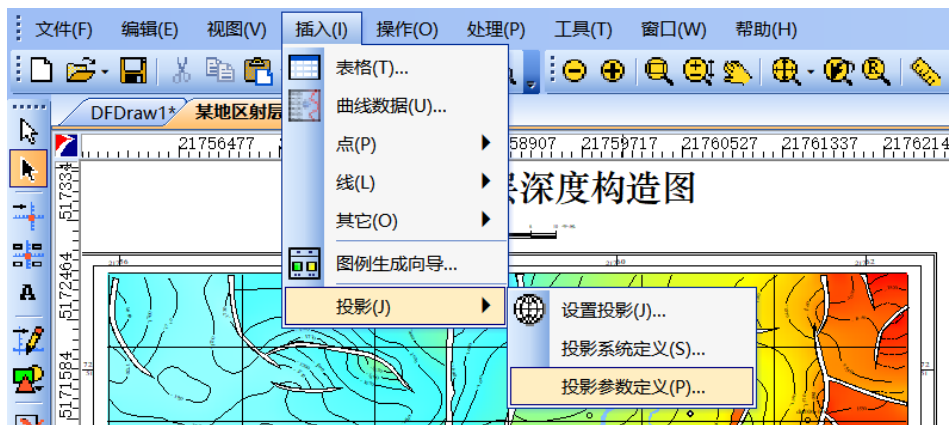 文件(F) 编辑(E) 视图(V) 插入(I) 操作(O) 处理(P) 工具(T) 窗口(W) 帮助(H)
表格(T)...
DFDraw1* 某地区射层
曲线数据(U)...
点(P)
21756477 58907 21759717 21760527 21761337 2176214
线(L)
层深度构造图
其它(O)
图例生成向导...
投影(J)
设置投影(J)...
投影系统定义(S)...
投影参数定义(P)...
517334
5172464
5171584